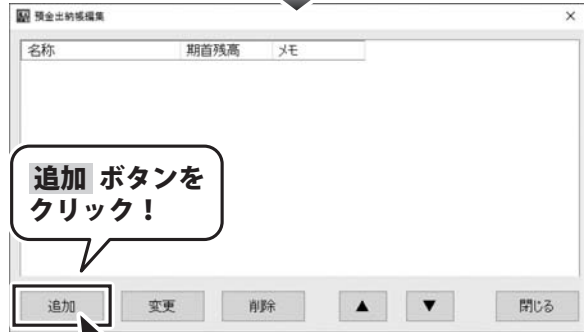 預金出納帳編集
名称 期首残高 メモ
追加 ボタンを
クリック！
追加 変更 削除 ▲ ▼ 閉じる